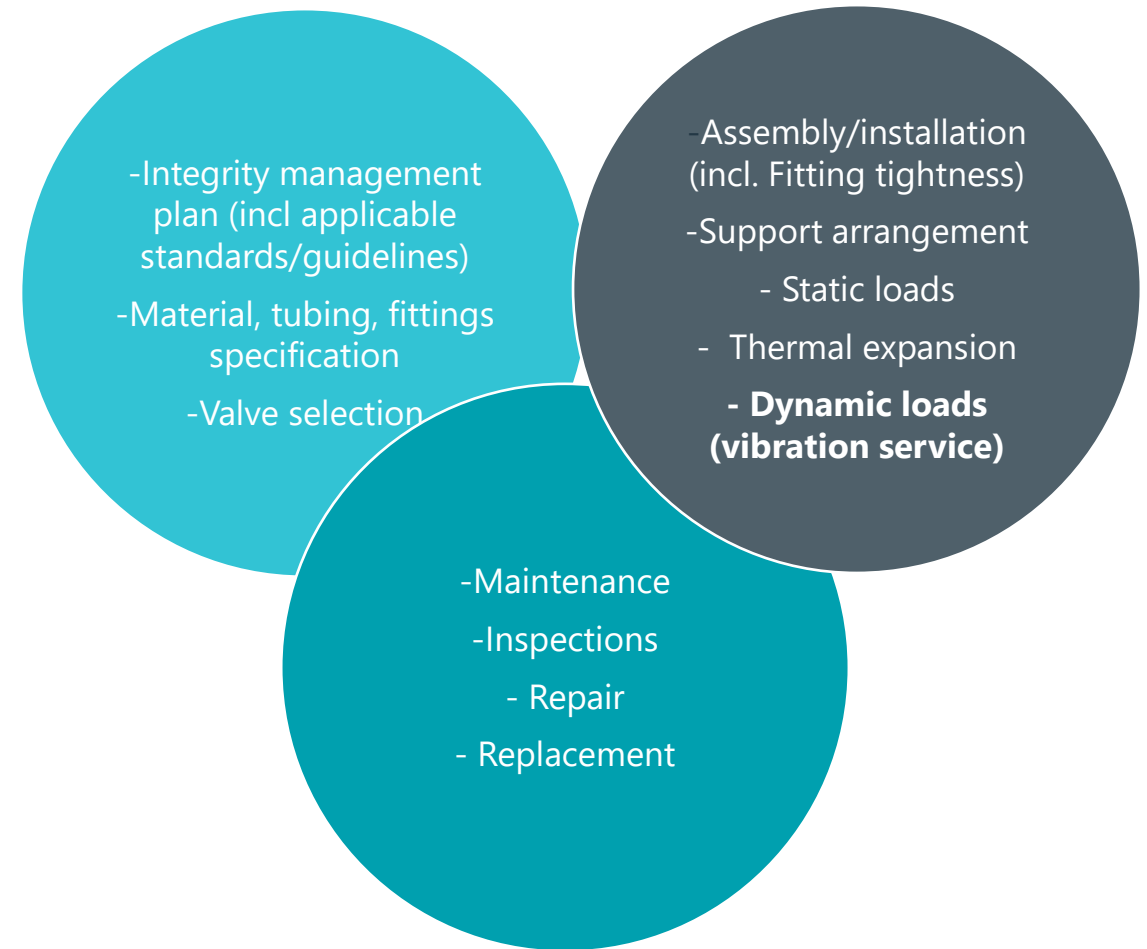 -Integrity management
plan (incl applicable
standards/guidelines)
-Material, tubing, fittings
specification
-Valve selection
-Assembly/installation
(incl. Fitting tightness)
-Support arrangement
- Static loads
- Thermal expansion
- Dynamic loads
(vibration service)
-Maintenance
-Inspections
- Repair
- Replacement